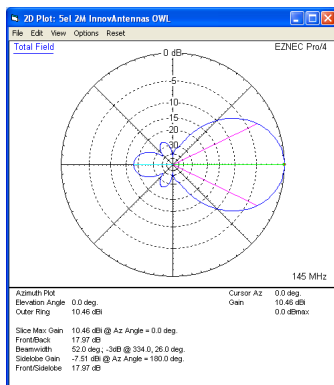 2D Plot: 5el 2M InnovAntennas OWL
File Edit View Options Reset
Total Field
EZNEC Pro/4
0 dB
-5
-10
-15
-20
-30
145 MHz
Azimuth Plot
Elevation Angle 0.0 deg.
Outer Ring 10.46 dBi
Cursor Az 0.0 deg.
Gain 10.46 dBi
0.0 dBmax
Slice Max Gain 10.46 dBi @ Az Angle = 0.0 deg.
Front/Back 17.97 dB
Beamwidth 52.0 deg.; -3dB @ 334.0, 26.0 deg.
Sidelobe Gain -7.51 dBi @ Az Angle = 180.0 deg.
Front/Sidelobe 17.97 dB